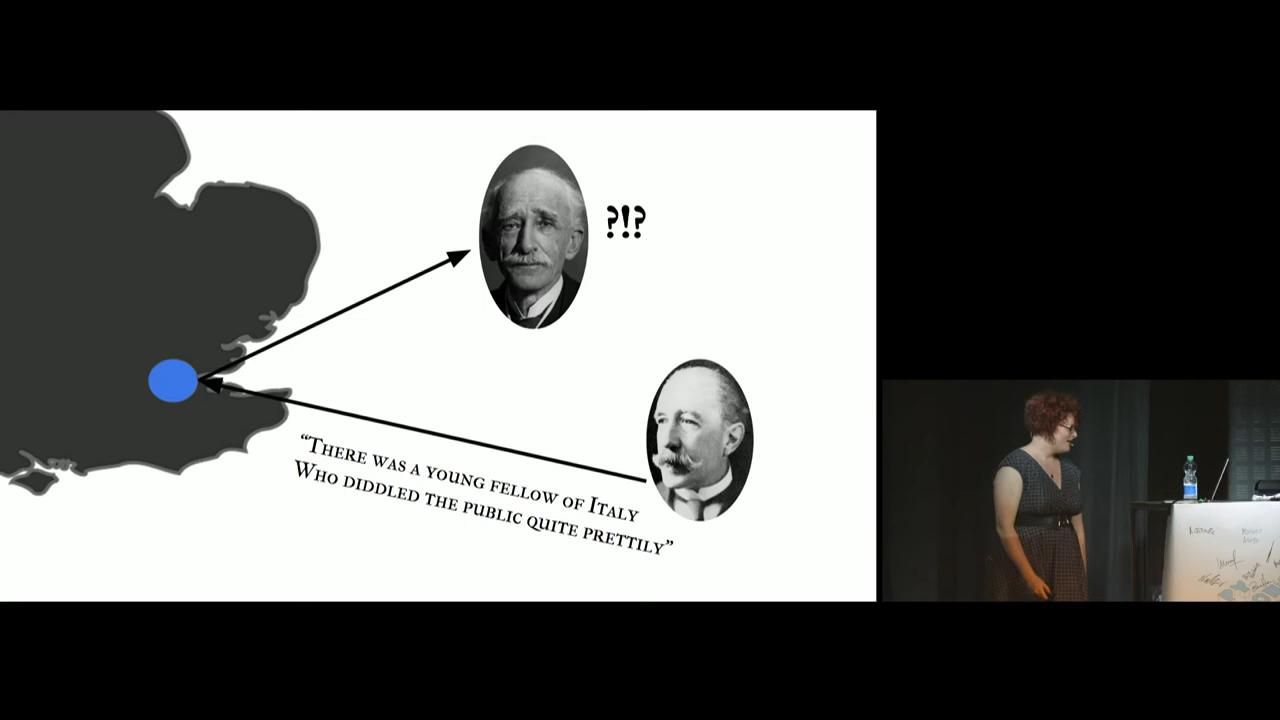 ?!?
“There was a young fellow of Italy
Who diddled the public quite prettily”